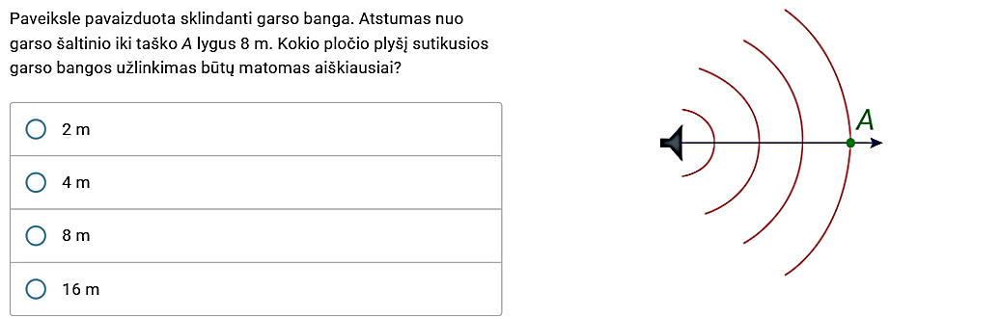 Paveiksle pavaizduota sklindanti garso banga. Atstumas nuo
garso šaltinio iki taško A lygus 8 m. Kokio pločio plyšį sutikusios
garso bangos užlinkimas būtų matomas aiškiausiai?
2 m
4 m
8 m
16 m
A